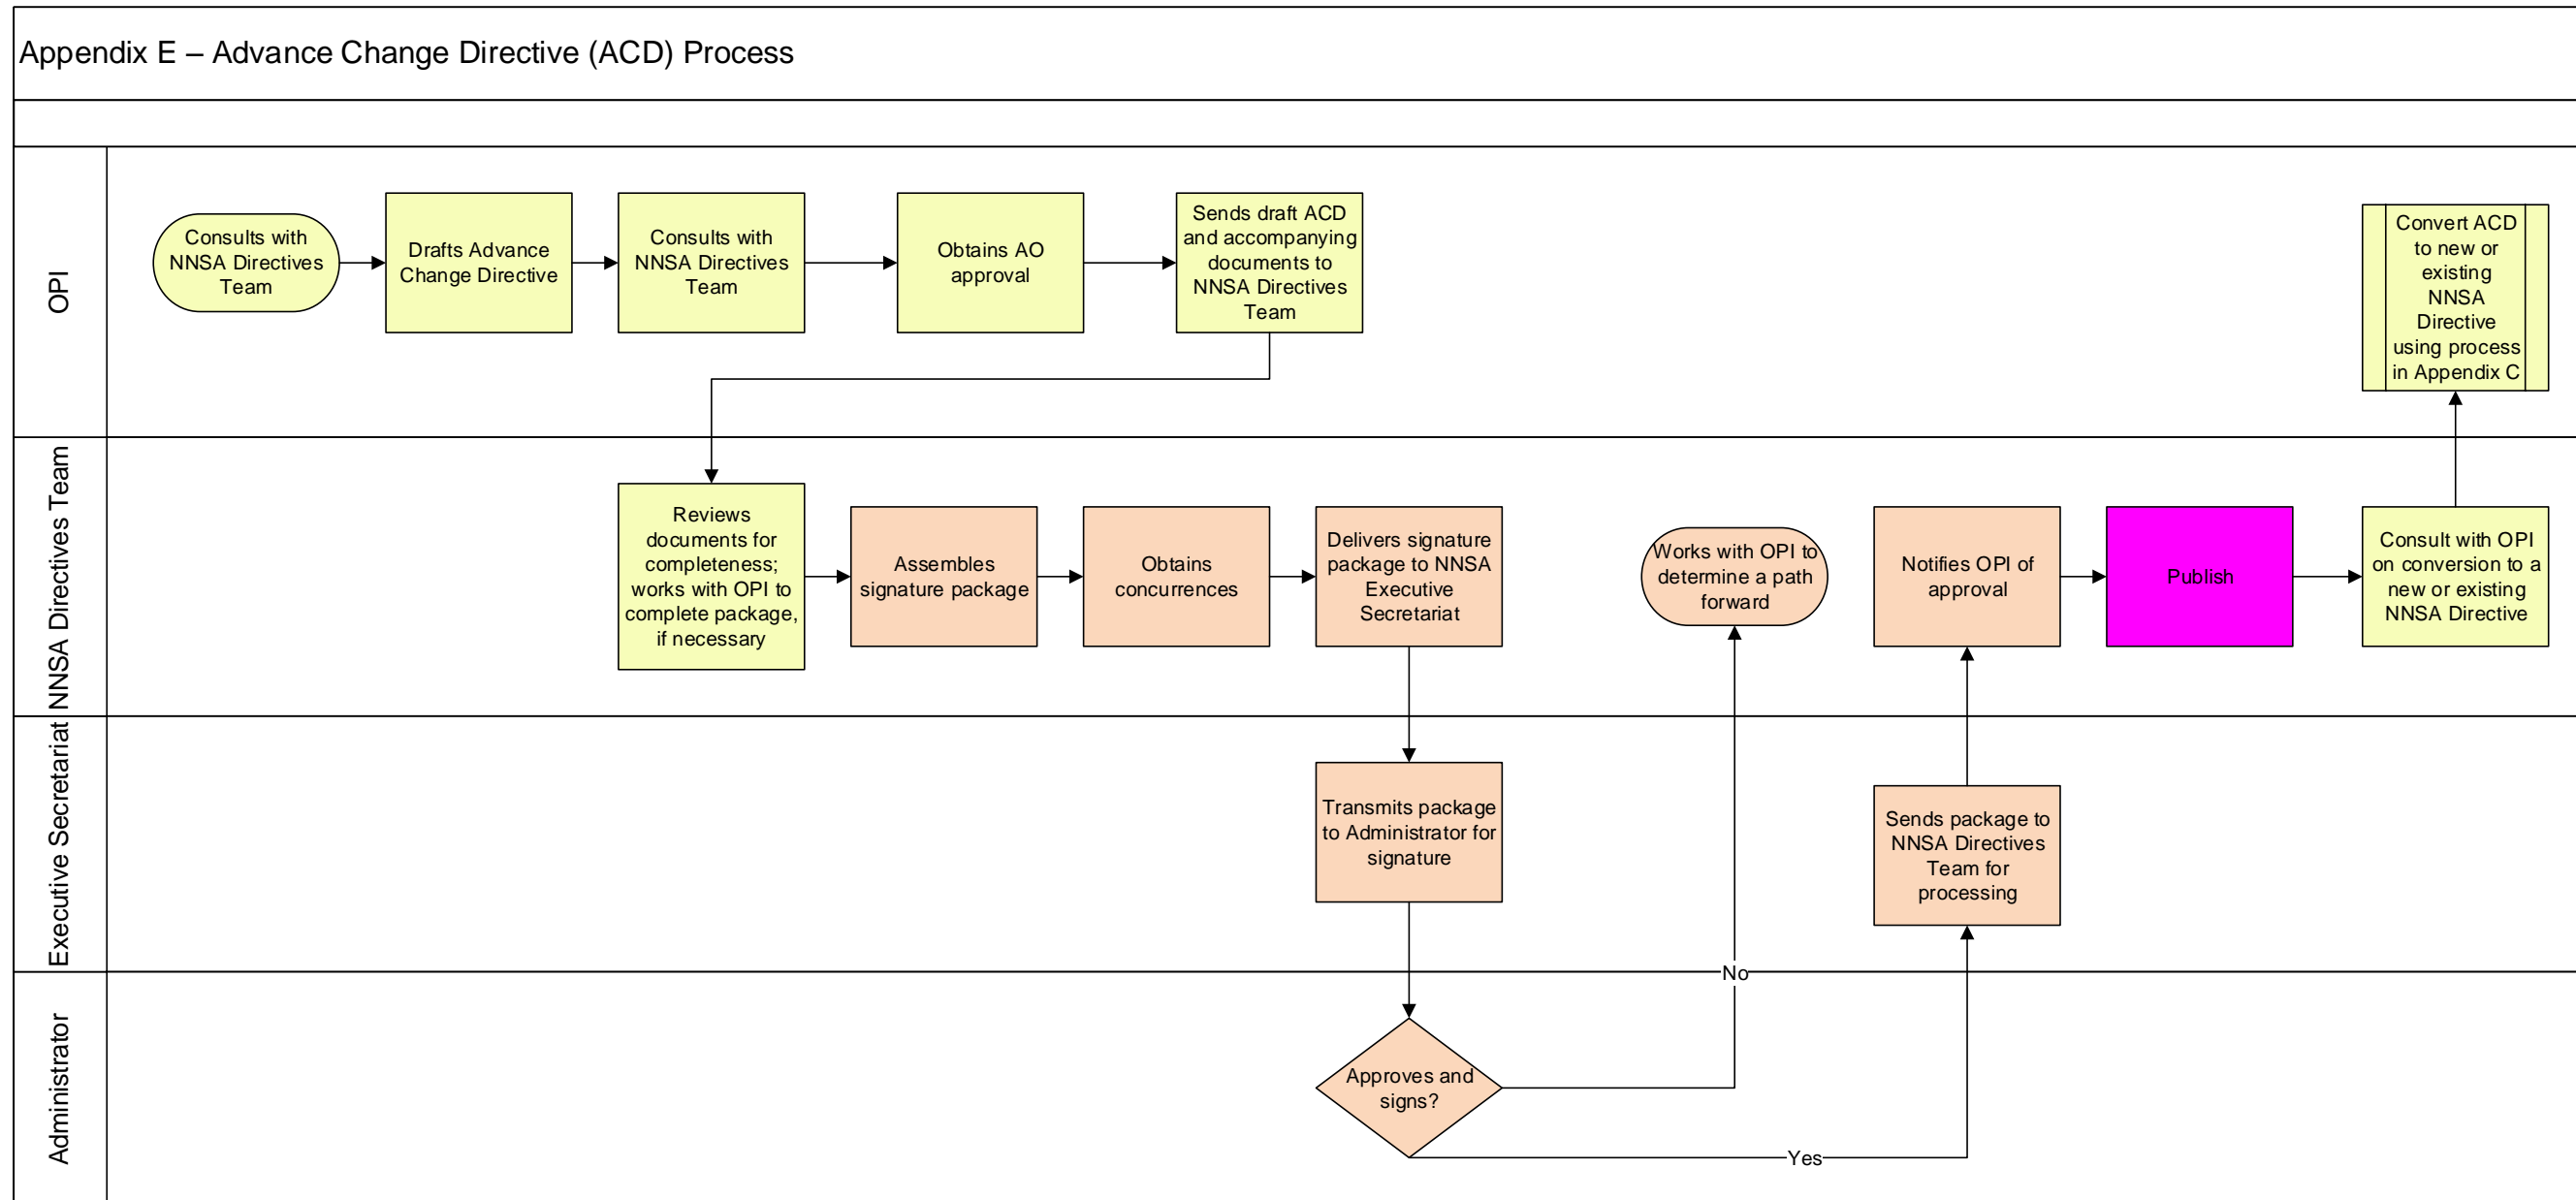 Appendix E – Advance Change Directive (ACD) Process
OPI
Consults with
NNSA Directives
Team
Drafts Advance
Change Directive
Consults with
NNSA Directives
Team
Obtains AO
approval
Sends draft ACD
and accompanying
documents to
NNSA Directives
Team
Convert ACD
to new or
existing
NNSA
Directive
using process
in Appendix C
NNSA Directives Team
Reviews
documents for
completeness;
works with OPI to
complete package,
if necessary
Assembles
signature package
Obtains
concurrences
Delivers signature
package to NNSA
Executive
Secretariat
Works with OPI to
determine a path
forward
Notifies OPI of
approval
Publish
Consult with OPI
on conversion to a
new or existing
NNSA Directive
Executive Secretariat
Transmits package
to Administrator for
signature
Sends package to
NNSA Directives
Team for
processing
No
Administrator
Approves and
signs?
Yes